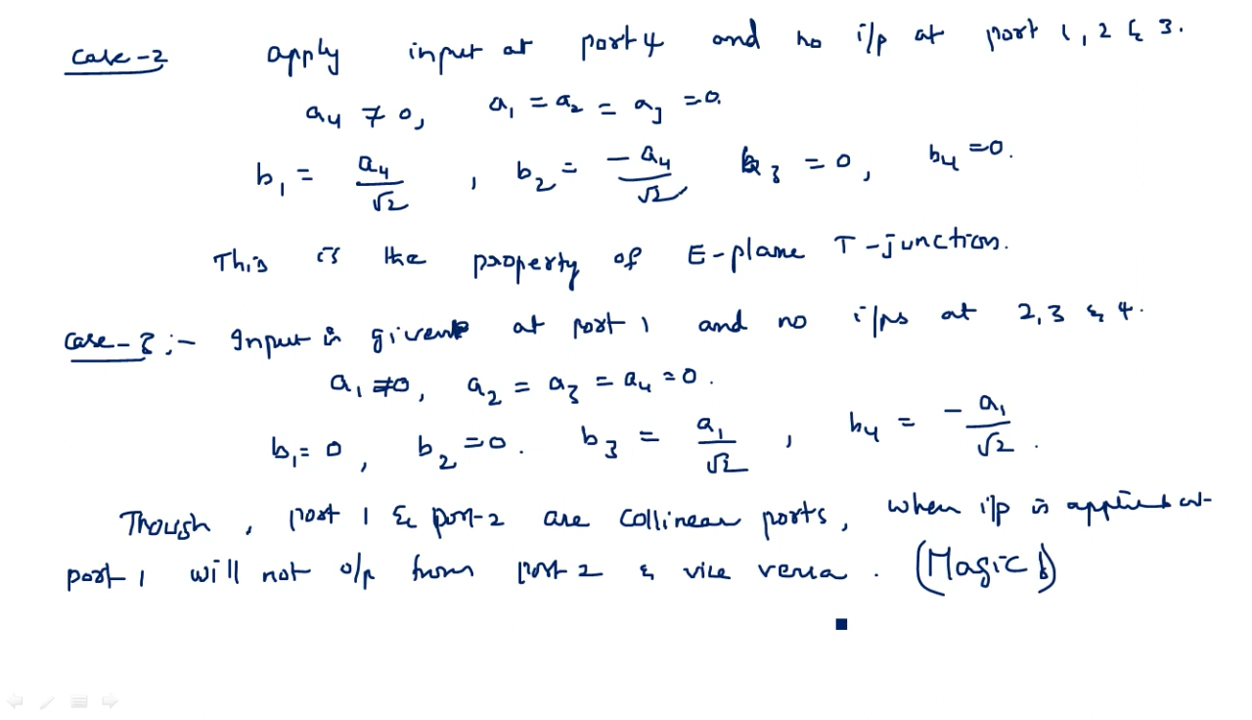 Case-2 apply input at port 4 and no i/p at port 1, 2 & 3.
a4 ≠ 0, a1 = a2 = a3 = 0.
b1 = a4/√2, b2 = -a4/√2 b3 = 0, b4 = 0.
This is the property of E-plane T-junction.
Case-3:- Input is given at port 1 and no i/ps at 2, 3 & 4.
a1 ≠ 0, a2 = a3 = a4 = 0.
b1 = 0, b2 = 0. b3 = a1/√2, b4 = -a1/√2.
Though, port 1 & port-2 are collinear ports, when i/p is applied at
port 1 will not o/p from port 2 & vice versa. (Magic)